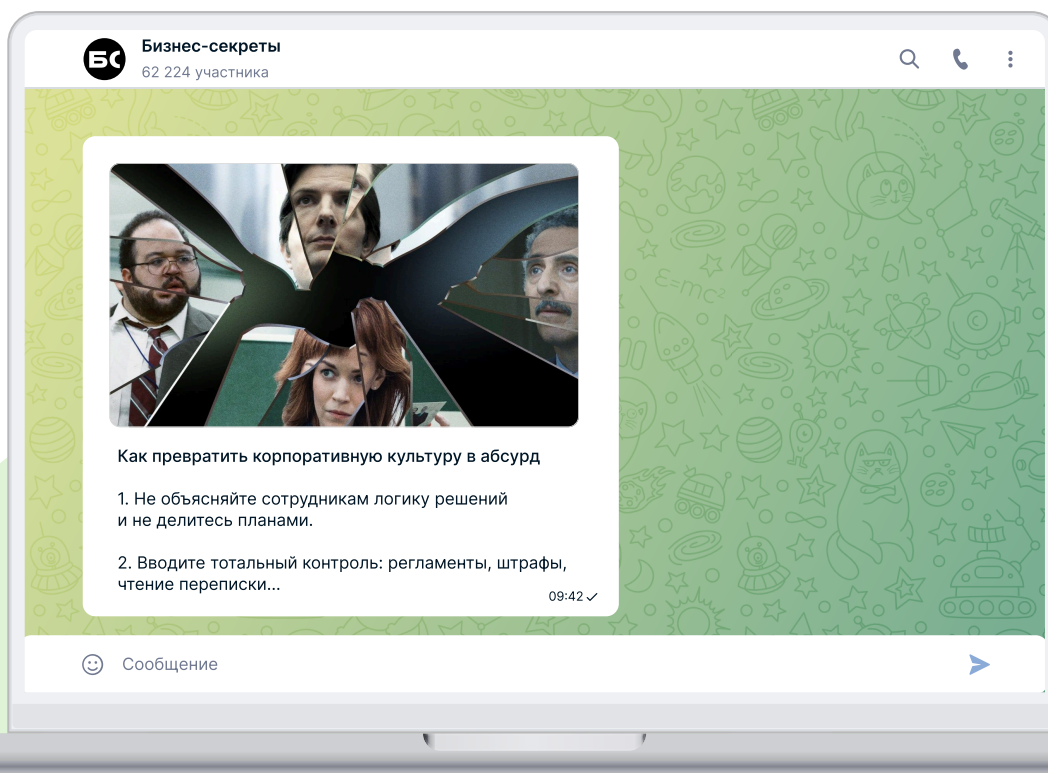 БС
Бизнес-секреты
62 224 участника
E=mc²
Как превратить корпоративную культуру в абсурд
1. Не объясняйте сотрудникам логику решений
и не делитесь планами.
2. Вводите тотальный контроль: регламенты, штрафы,
чтение переписки...
09:42
Сообщение